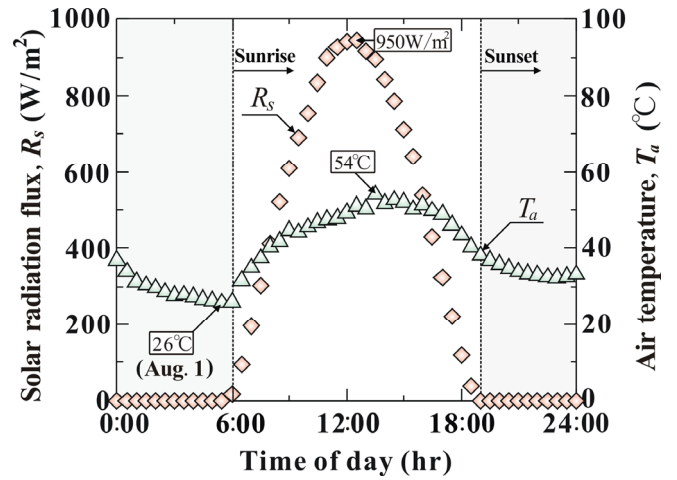 Solar radiation flux, Rs (W/m²)
1000
800
600
400
200
0
Sunrise
950W/m²
Sunset
Rs
54℃
Ta
26℃
(Aug. 1)
100
80
60
40
20
0
Air temperature, Ta (℃)
0:00 6:00 12:00 18:00 24:00
Time of day (hr)